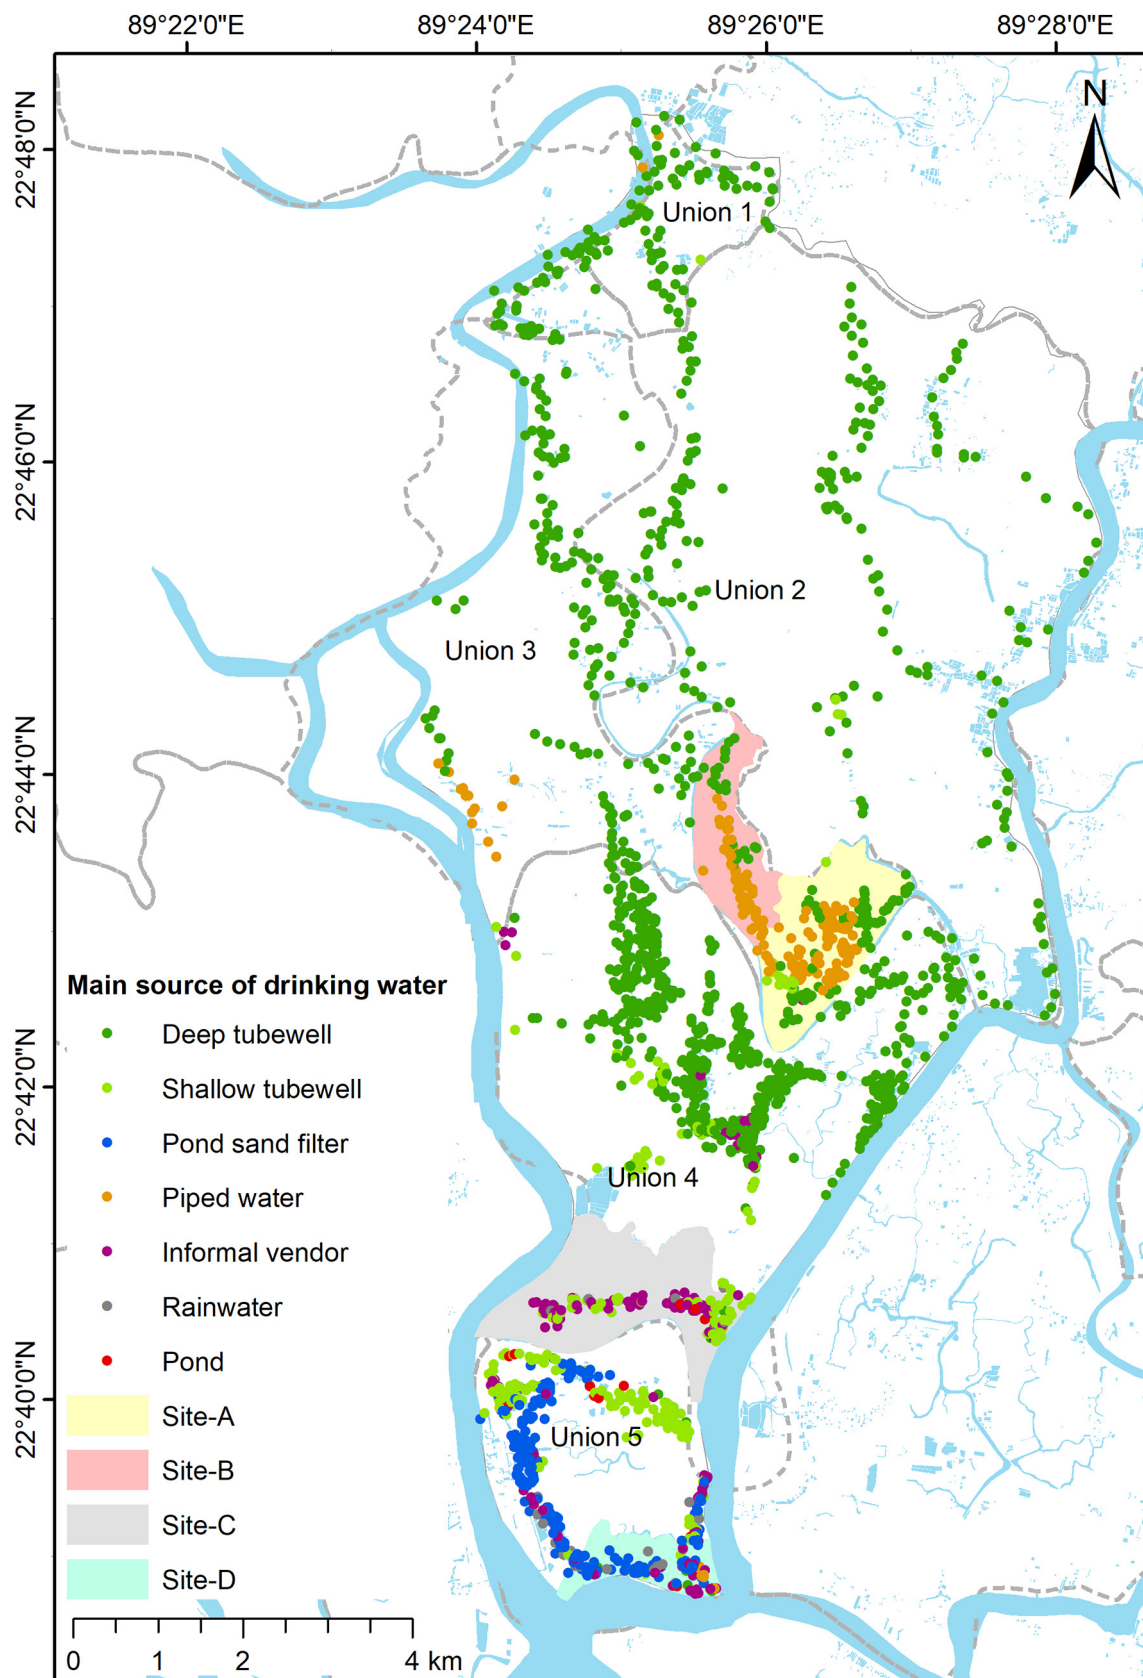 89°22'0"E 89°24'0"E 89°26'0"E 89°28'0"E
N
22°48'0"N
Union 1
22°46'0"N
Union 2
Union 3
22°44'0"N
Main source of drinking water
Deep tubewell
22°42'0"N
Shallow tubewell
Pond sand filter
Union 4
Piped water
Informal vendor
Rainwater
Pond
22°40'0"N
Site-A
Union 5
Site-B
Site-C
Site-D
0 1 2 4 km